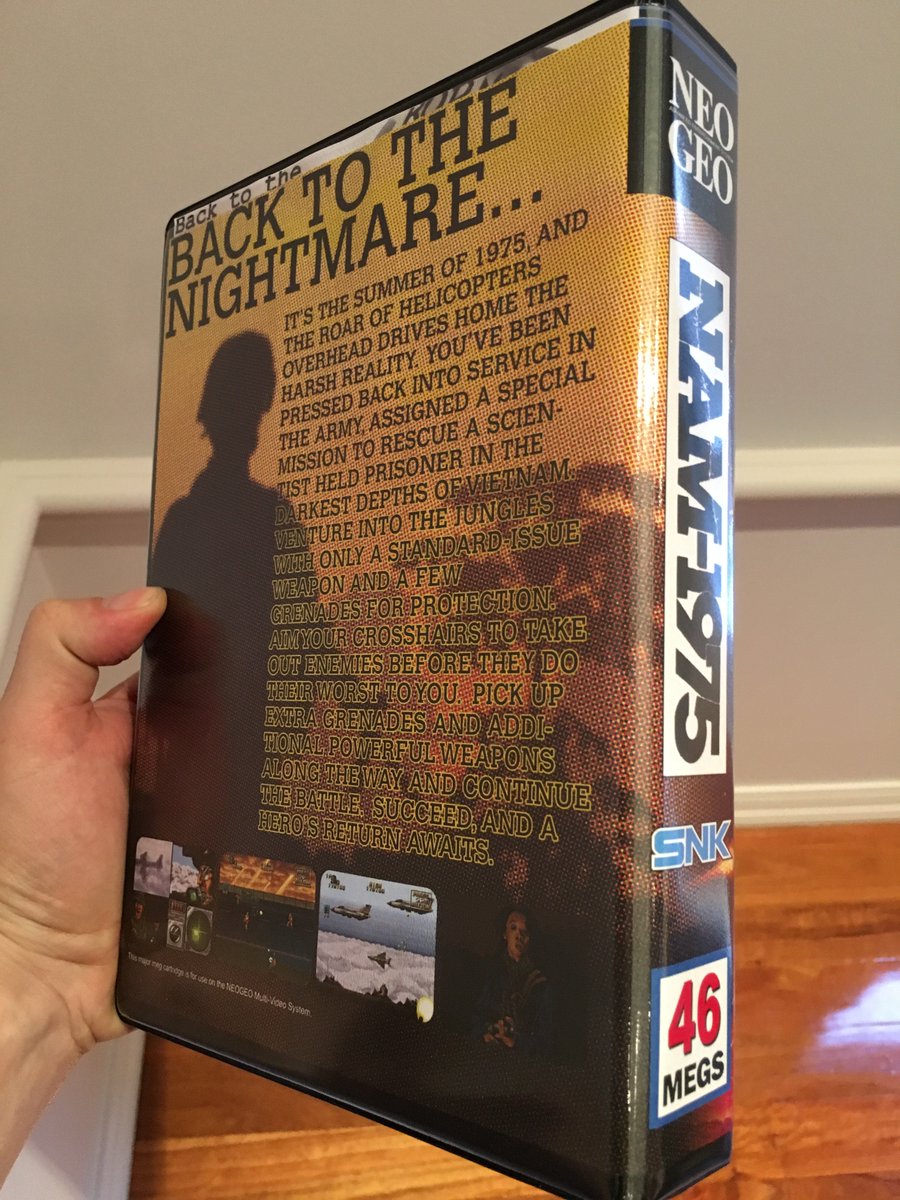 Back to the
BACK TO THE
NIGHTMARE...
IT'S THE SUMMER OF 1975, AND
THE ROAR OF HELICOPTERS
OVERHEAD DRIVES HOME THE
HARSH REALITY. YOU'VE BEEN
PRESSED BACK INTO SERVICE IN
THE ARMY, ASSIGNED A SPECIAL
MISSION TO RESCUE A SCIEN-
TIST HELD PRISONER IN THE
DARKEST DEPTHS OF VIETNAM.
VENTURE INTO THE JUNGLES
WITH ONLY A STANDARD-ISSUE
WEAPON AND A FEW
GRENADES FOR PROTECTION.
AIM YOUR CROSSHAIRS TO TAKE
OUT ENEMIES BEFORE THEY DO
THEIR WORST TO YOU. PICK UP
EXTRA GRENADES AND ADDI-
TIONAL POWERFUL WEAPONS
ALONG THE WAY AND CONTINUE
THE BATTLE. SUCCEED, AND A
HERO'S RETURN AWAITS.
This major meg cartridge is for use on the NEOGEO Multi-Video System.
NEO
GEO
NAM-1975
SNK
46
MEGS